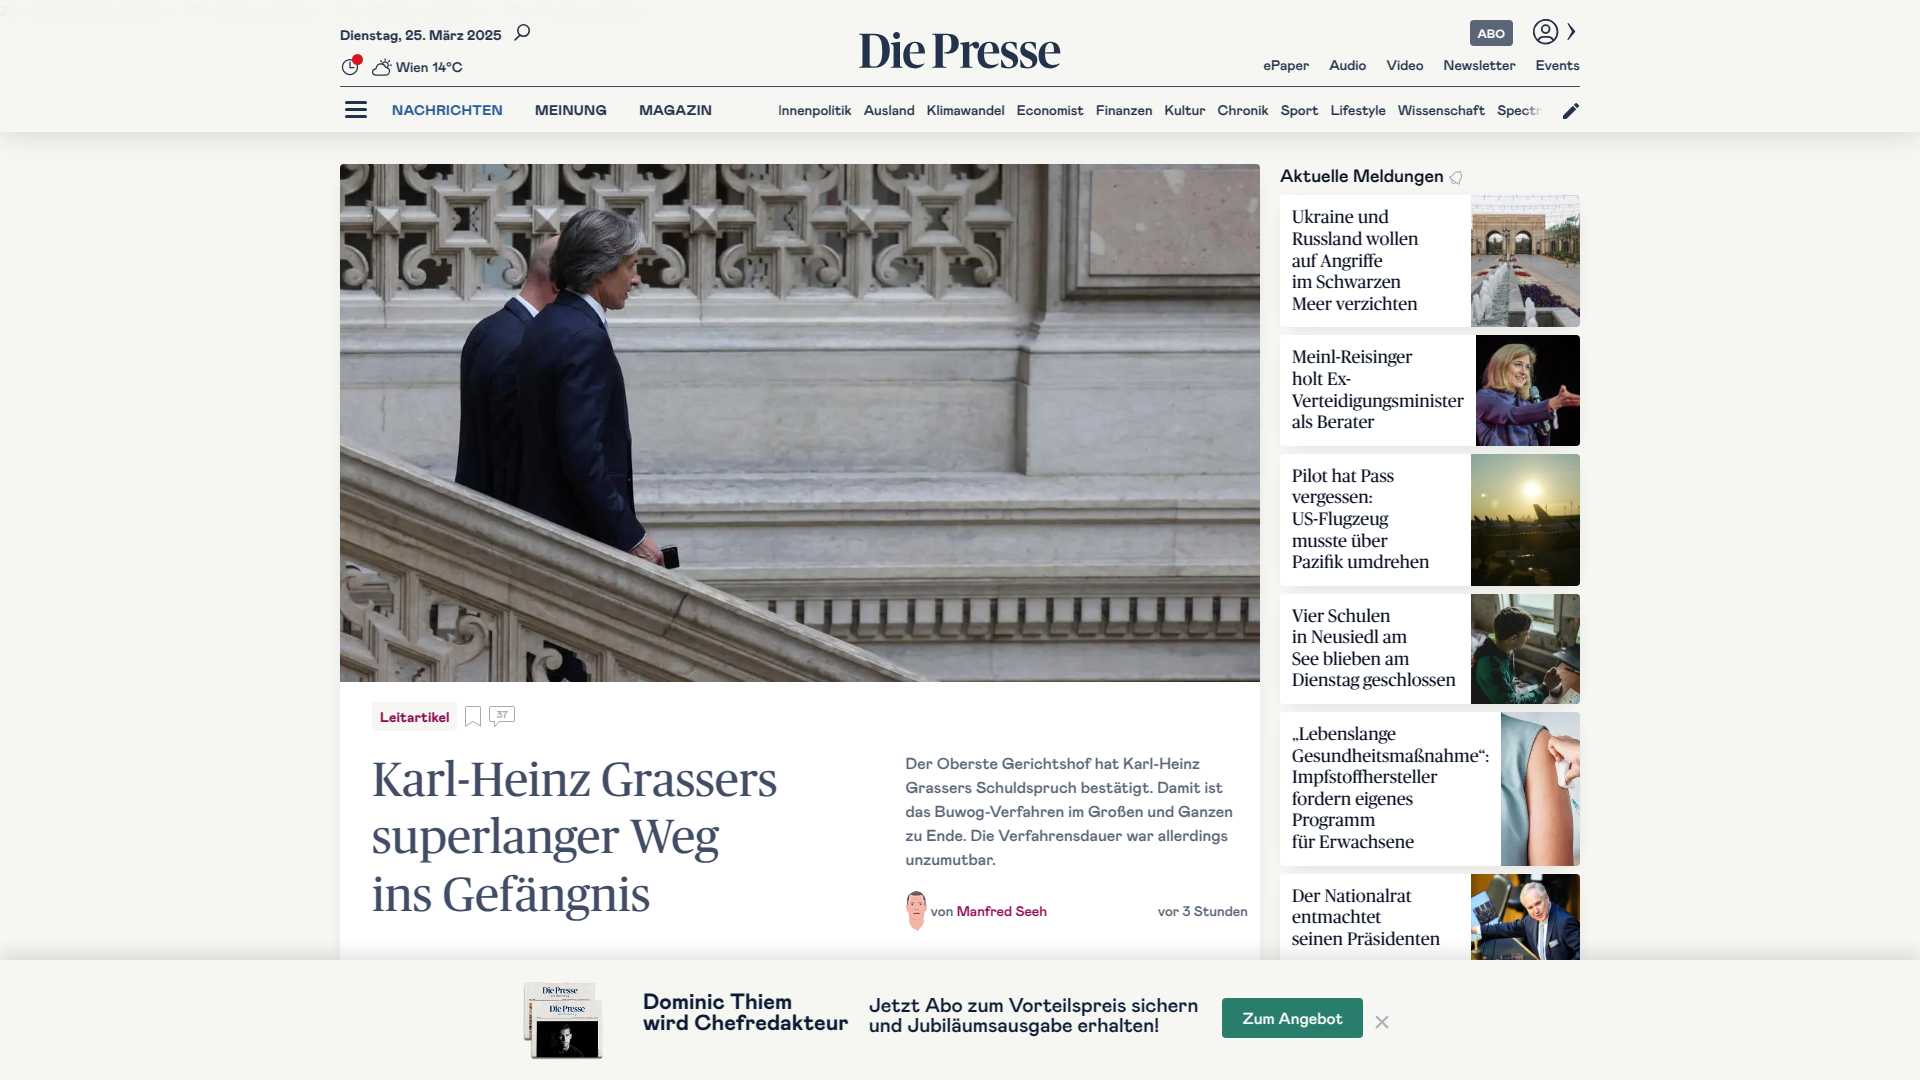 Dienstag, 25. März 2025
Wien 14°C
Die Presse
ABO
ePaper Audio Video Newsletter Events
NACHRICHTEN MEINUNG MAGAZIN
Innenpolitik Ausland Klimawandel Economist Finanzen Kultur Chronik Sport Lifestyle Wissenschaft Spectr
Leitartikel
37
Karl-Heinz Grassers
superlanger Weg
ins Gefängnis
Der Oberste Gerichtshof hat Karl-Heinz
Grassers Schuldspruch bestätigt. Damit ist
das Buwog-Verfahren im Großen und Ganzen
zu Ende. Die Verfahrensdauer war allerdings
unzumutbar.
von Manfred Seeh
vor 3 Stunden
Aktuelle Meldungen
Ukraine und
Russland wollen
auf Angriffe
im Schwarzen
Meer verzichten
Meinl-Reisinger
holt Ex-
Verteidigungsminister
als Berater
Pilot hat Pass
vergessen:
US-Flugzeug
musste über
Pazifik umdrehen
Vier Schulen
in Neusiedl am
See blieben am
Dienstag geschlossen
„Lebenslange
Gesundheitsmaßnahme“:
Impfstoffhersteller
fordern eigenes
Programm
für Erwachsene
Der Nationalrat
entmachtet
seinen Präsidenten
Die Presse
Die Presse
Dominic Thiem
wird Chefredakteur
Jetzt Abo zum Vorteilspreis sichern
und Jubiläumsausgabe erhalten!
Zum Angebot